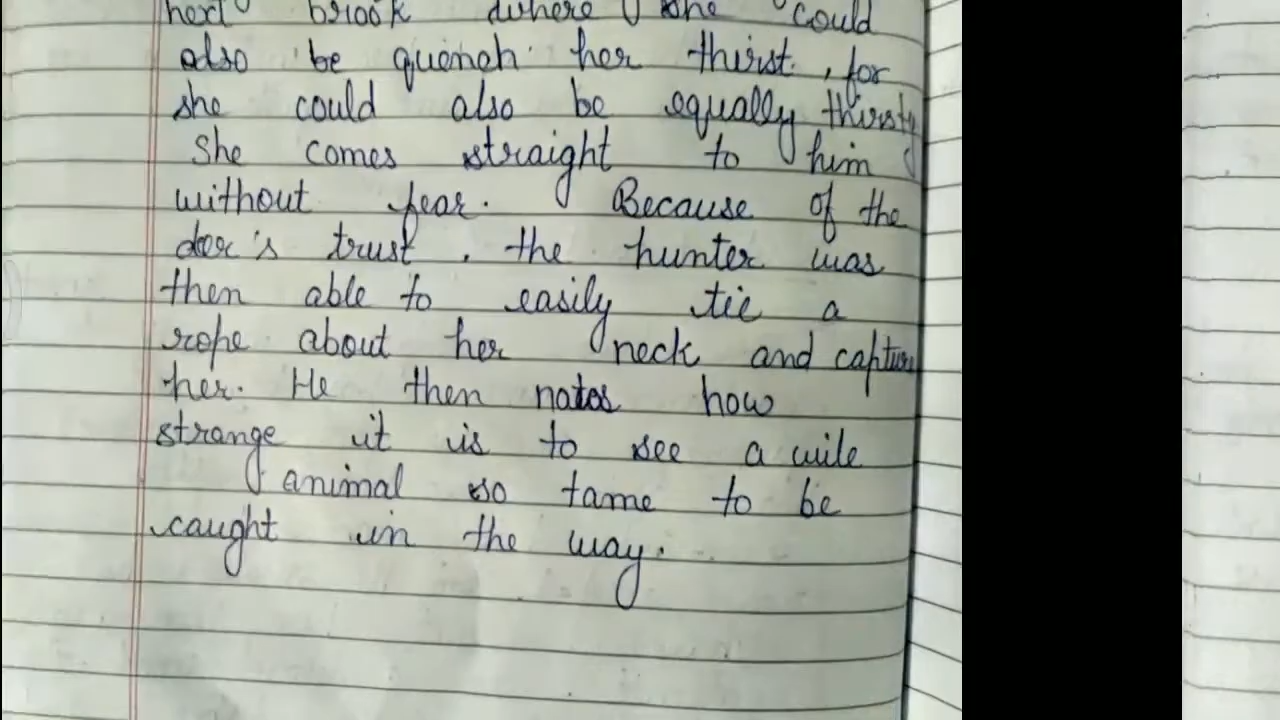 next brook where she could
also be quench her thirst, for
she could also be equally thirsty
She comes straight to him
without fear. Because of the
deer's trust, the hunter was
then able to easily tie a
rope about her neck and capture
her. He then notes how
strange it is to see a wile
animal so tame to be
caught in the way.